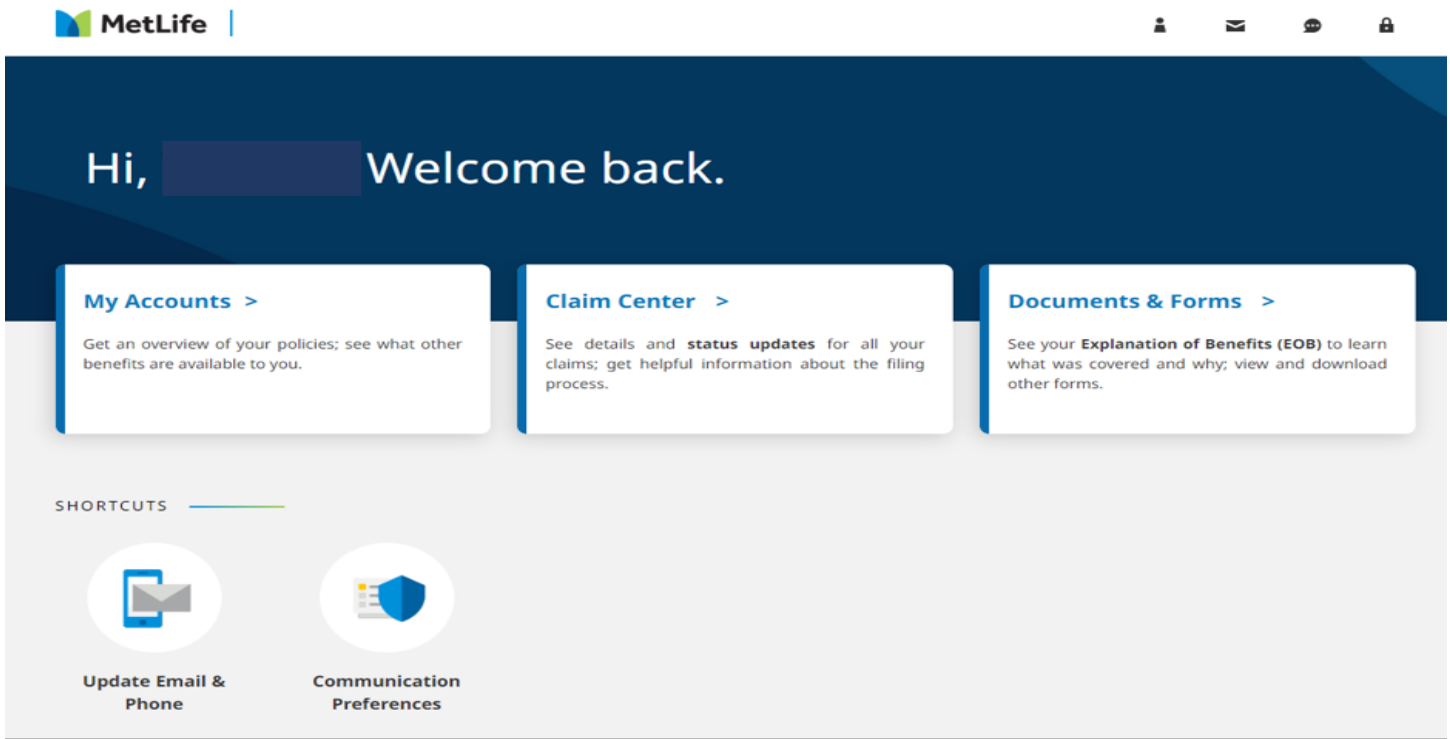 MetLife
Hi, Welcome back.
My Accounts >
Get an overview of your policies; see what other
benefits are available to you.
Claim Center >
See details and status updates for all your
claims; get helpful information about the filing
process.
Documents & Forms >
See your Explanation of Benefits (EOB) to learn
what was covered and why; view and download
other forms.
SHORTCUTS
Update Email &
Phone
Communication
Preferences